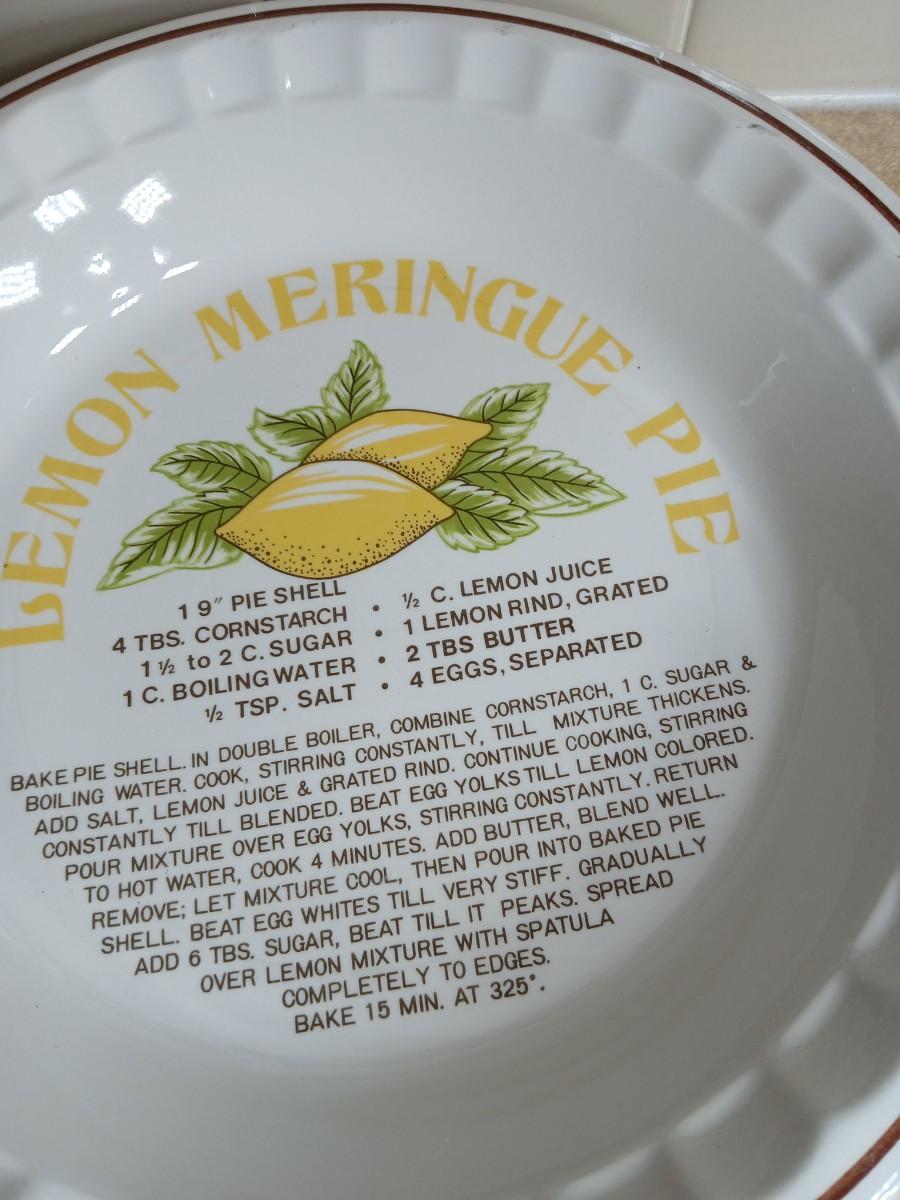 LEMON MERINGUE PIE
1 9″ PIE SHELL
4 TBS. CORNSTARCH • ½ C. LEMON JUICE
1 ½ to 2 C. SUGAR • 1 LEMON RIND, GRATED
1 C. BOILING WATER • 2 TBS BUTTER
½ TSP. SALT • 4 EGGS, SEPARATED
BAKE PIE SHELL. IN DOUBLE BOILER, COMBINE CORNSTARCH, 1 C. SUGAR &
BOILING WATER. COOK, STIRRING CONSTANTLY, TILL MIXTURE THICKENS.
ADD SALT, LEMON JUICE & GRATED RIND. CONTINUE COOKING, STIRRING
CONSTANTLY TILL BLENDED. BEAT EGG YOLKS TILL LEMON COLORED.
POUR MIXTURE OVER EGG YOLKS, STIRRING CONSTANTLY. RETURN
TO HOT WATER, COOK 4 MINUTES. ADD BUTTER, BLEND WELL.
REMOVE; LET MIXTURE COOL, THEN POUR INTO BAKED PIE
SHELL. BEAT EGG WHITES TILL VERY STIFF. GRADUALLY
ADD 6 TBS. SUGAR, BEAT TILL IT PEAKS. SPREAD
OVER LEMON MIXTURE WITH SPATULA
COMPLETELY TO EDGES.
BAKE 15 MIN. AT 325°.